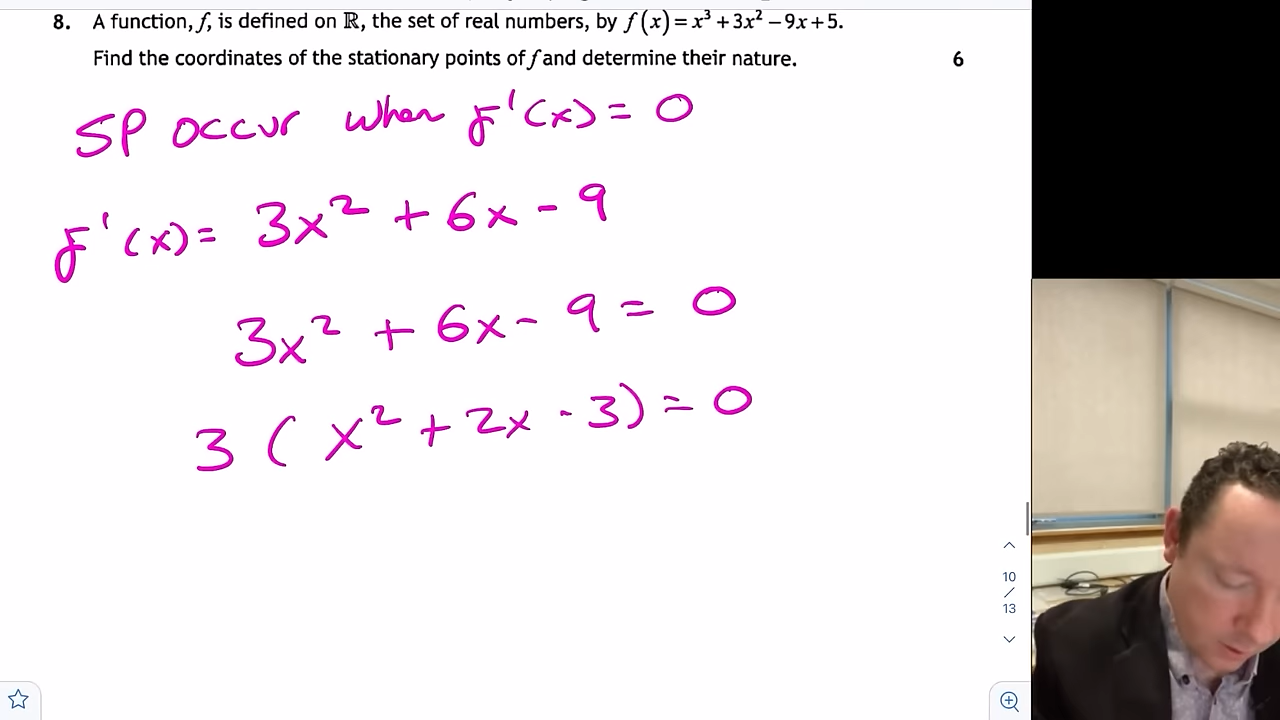 8. A function, f, is defined on ℝ, the set of real numbers, by f(x) = x³ + 3x² − 9x + 5.
Find the coordinates of the stationary points of f and determine their nature. 6
SP occur when f'(x) = 0
f'(x) = 3x² + 6x - 9
3x² + 6x - 9 = 0
3 ( x² + 2x - 3) = 0
10
/
13